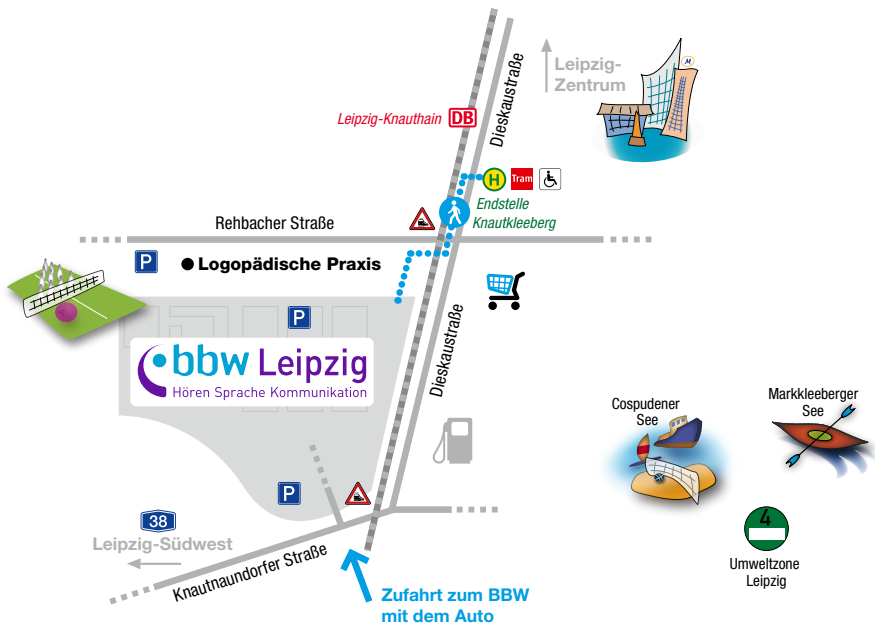 Leipzig-
Zentrum
M
Dieskaustraße
Leipzig-Knauthain DB
H Tram
Endstelle
Knautkleeberg
Rehbacher Straße
P
Logopädische Praxis
P
bbw Leipzig
Hören Sprache Kommunikation
Dieskaustraße
Cospudener
See
Markkleeberger
See
P
38
Leipzig-Südwest
Knautnaundorfer Straße
4
Umweltzone
Leipzig
Zufahrt zum BBW
mit dem Auto